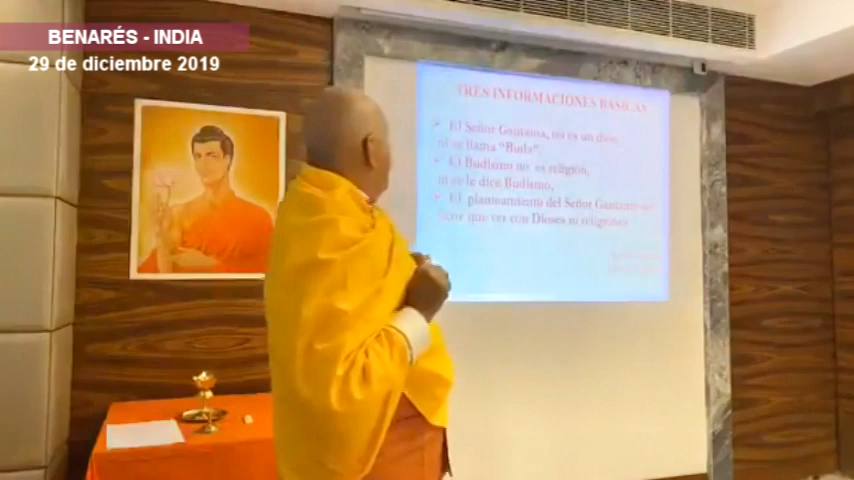 BENARÉS - INDIA
29 de diciembre 2019
TRES INFORMACIONES BASICAS
El Señor Gautama, no es un dios,
ni se llama "Buda".
El Budismo no es religión,
ni se le dice Budismo,
El planteamiento del Señor Gautama no
tiene que ver con Dioses ni religiones